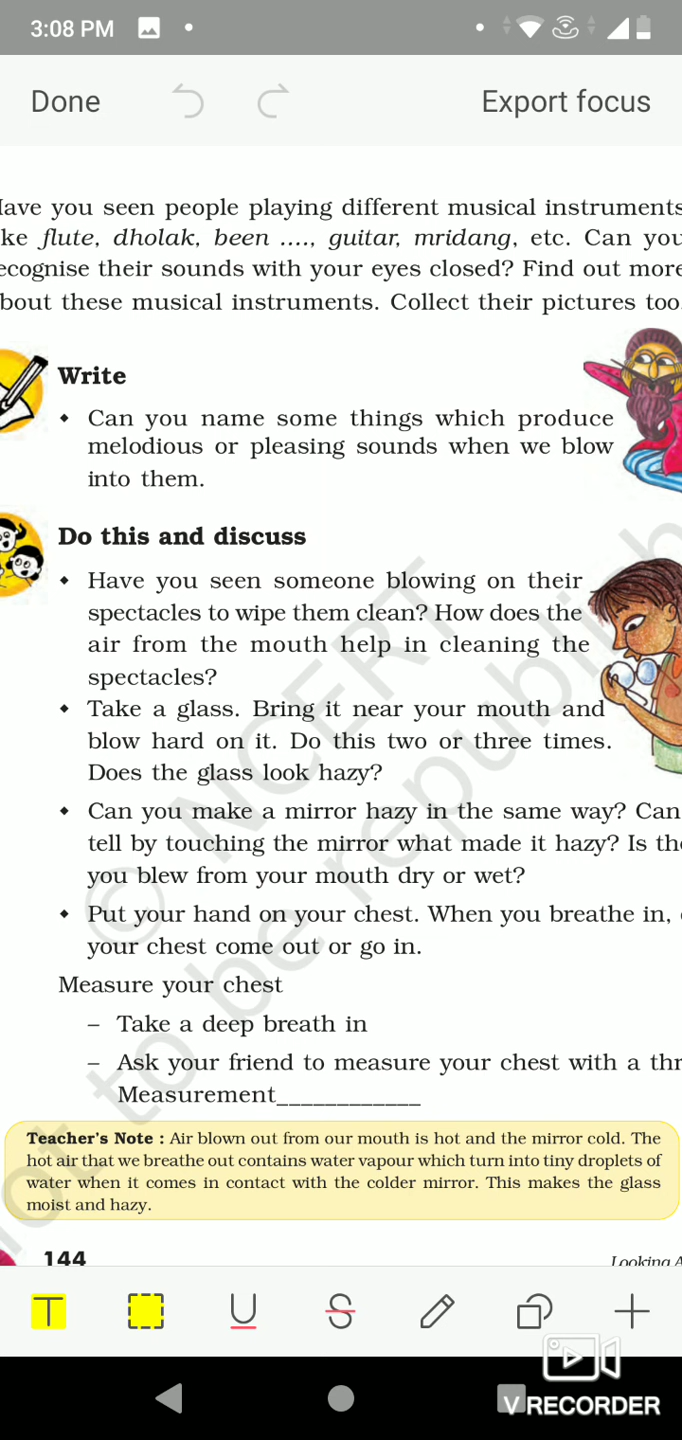 3:08 PM
Done
Export focus
ave you seen people playing different musical instruments
ke flute, dholak, been ...., guitar, mridang, etc. Can you
ecognise their sounds with your eyes closed? Find out more
bout these musical instruments. Collect their pictures too.
Write
Can you name some things which produce
melodious or pleasing sounds when we blow
into them.
Do this and discuss
Have you seen someone blowing on their
spectacles to wipe them clean? How does the
air from the mouth help in cleaning the
spectacles?
Take a glass. Bring it near your mouth and
blow hard on it. Do this two or three times.
Does the glass look hazy?
Can you make a mirror hazy in the same way? Can
tell by touching the mirror what made it hazy? Is the
you blew from your mouth dry or wet?
Put your hand on your chest. When you breathe in,
your chest come out or go in.
Measure your chest
– Take a deep breath in
– Ask your friend to measure your chest with a thr
Measurement____________
Teacher's Note : Air blown out from our mouth is hot and the mirror cold. The
hot air that we breathe out contains water vapour which turn into tiny droplets of
water when it comes in contact with the colder mirror. This makes the glass
moist and hazy.
144
Looking A
© NCERT
not to be republish
T
U
S
V RECORDER